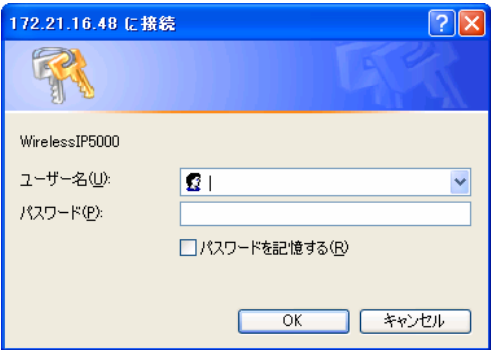 172.21.16.48 に接続
WirelessIP5000
ユーザー名(U):
パスワード(P):
パスワードを記憶する(R)
OK キャンセル